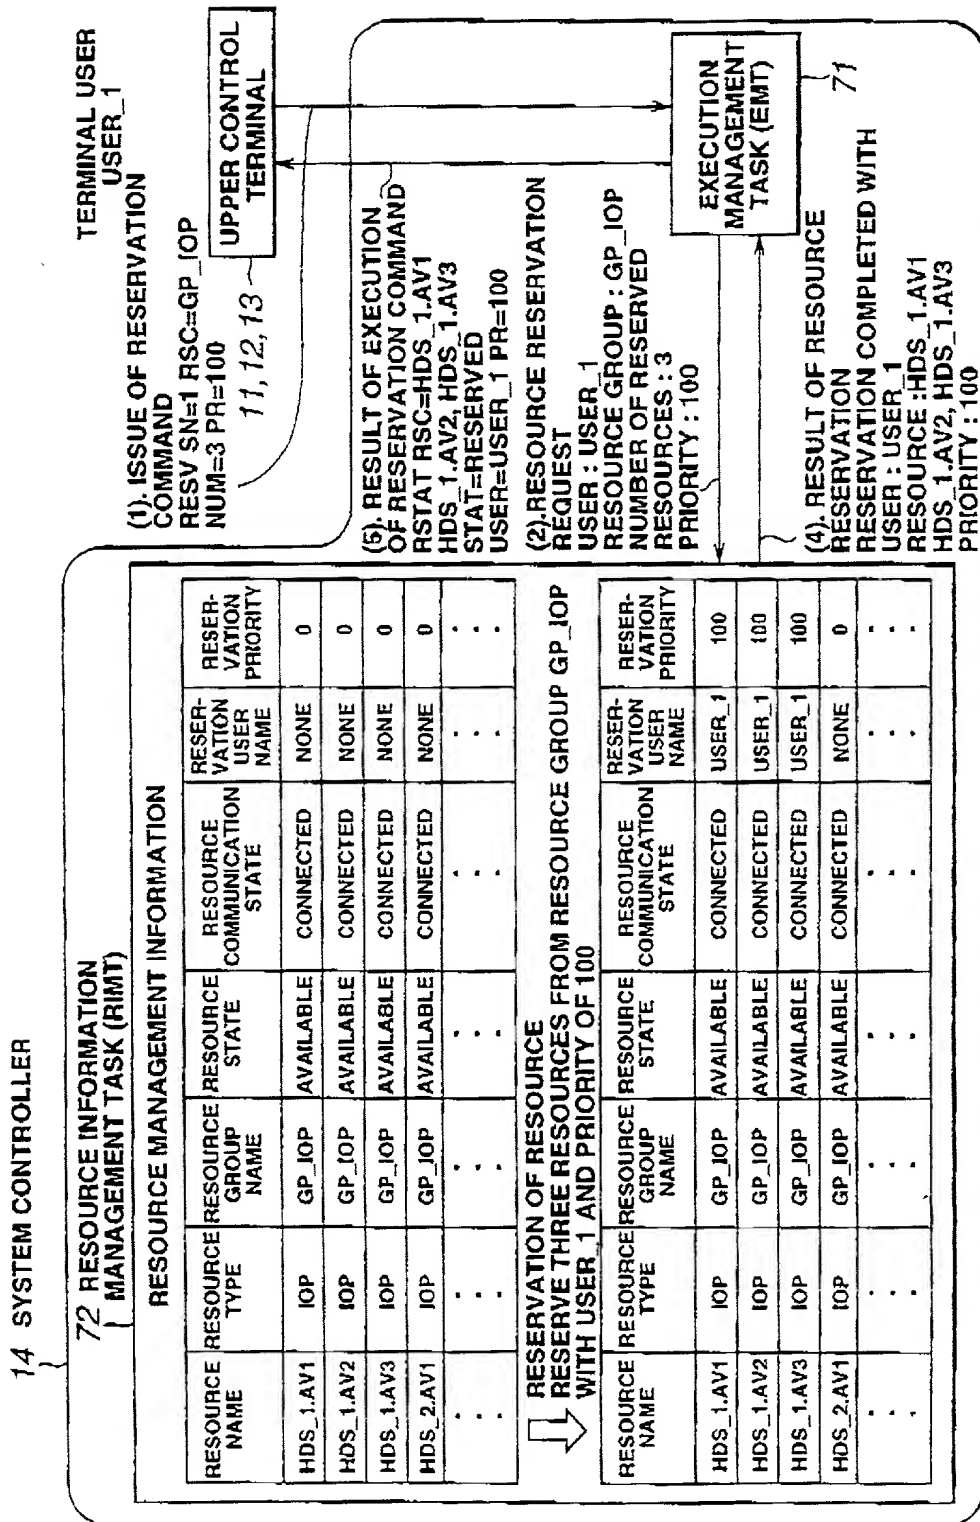 14 SYSTEM CONTROLLER
72 RESOURCE INFORMATION
MANAGEMENT TASK (RIMT)
RESOURCE MANAGEMENT INFORMATION
RESOURCE NAME RESOURCE TYPE RESOURCE GROUP NAME RESOURCE STATE RESOURCE COMMUNICATION STATE RESER-VATION USER NAME RESER-VATION PRIORITY
HDS_1.AV1 IOP GP_IOP AVAILABLE CONNECTED NONE 0
HDS_1.AV2 IOP GP_IOP AVAILABLE CONNECTED NONE 0
HDS_1.AV3 IOP GP_IOP AVAILABLE CONNECTED NONE 0
HDS_2.AV1 IOP GP_IOP AVAILABLE CONNECTED NONE 0
. . . . . . . . . . . . . . . . . . . . .
RESERVATION OF RESOURCE
RESERVE THREE RESOURCES FROM RESOURCE GROUP GP_IOP
WITH USER 1 AND PRIORITY OF 100
RESOURCE NAME RESOURCE TYPE RESOURCE GROUP NAME RESOURCE STATE RESOURCE COMMUNICATION STATE RESER-VATION USER NAME RESER-VATION PRIORITY
HDS_1.AV1 IOP GP_IOP AVAILABLE CONNECTED USER_1 100
HDS_1.AV2 IOP GP_IOP AVAILABLE CONNECTED USER_1 100
HDS_1.AV3 IOP GP_IOP AVAILABLE CONNECTED USER_1 100
HDS_2.AV1 IOP GP_IOP AVAILABLE CONNECTED NONE 0
. . . . . . . . . . . . . . . . . . . . .
TERMINAL USER
USER_1
(1). ISSUE OF RESERVATION
COMMAND
RESV SN=1 RSC=GP_IOP
NUM=3 PR=100
11, 12, 13
UPPER CONTROL
TERMINAL
(5). RESULT OF EXECUTION
OF RESERVATION COMMAND
RSTAT RSC=HDS_1.AV1
HDS_1.AV2, HDS_1.AV3
STAT=RESERVED
USER=USER_1 PR=100
(2).RESOURCE RESERVATION
REQUEST
USER : USER_1
RESOURCE GROUP : GP_IOP
NUMBER OF RESERVED
RESOURCES : 3
PRIORITY : 100
EXECUTION
MANAGEMENT
TASK (EMT)
71
(4). RESULT OF RESOURCE
RESERVATION
RESERVATION COMPLETED WITH
USER : USER_1
RESOURCE :HDS_1.AV1
HDS_1.AV2, HDS_1.AV3
PRIORITY : 100